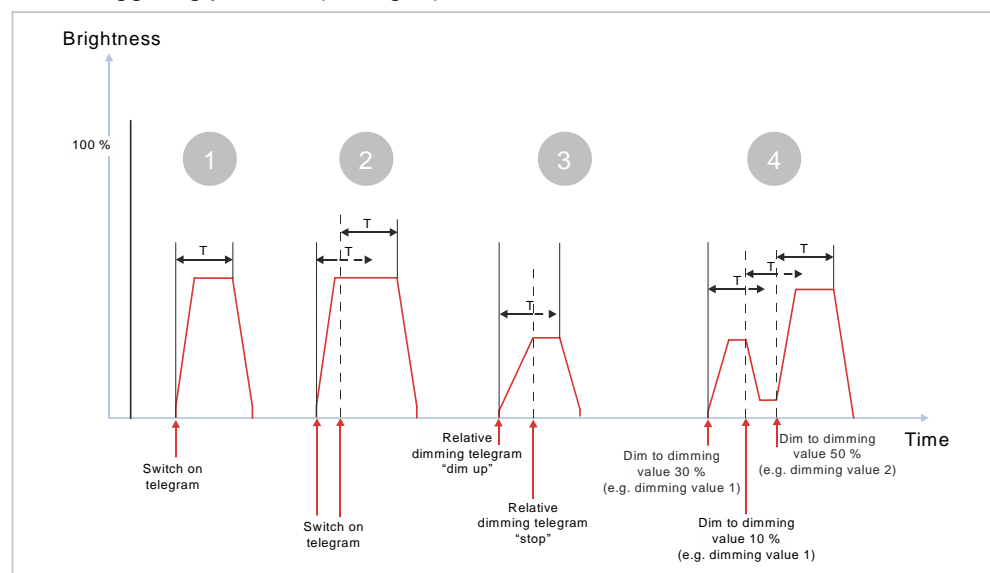 Brightness
100 %
1
2
3
4
T
T
T
T
T
T
T
Time
Switch on
telegram
Switch on
telegram
Relative
dimming telegram
“dim up”
Relative
dimming telegram
“stop”
Dim to dimming
value 30 %
(e.g. dimming value 1)
Dim to dimming
value 10 %
(e.g. dimming value 1)
Dim to dimming
value 50 %
(e.g. dimming value 2)